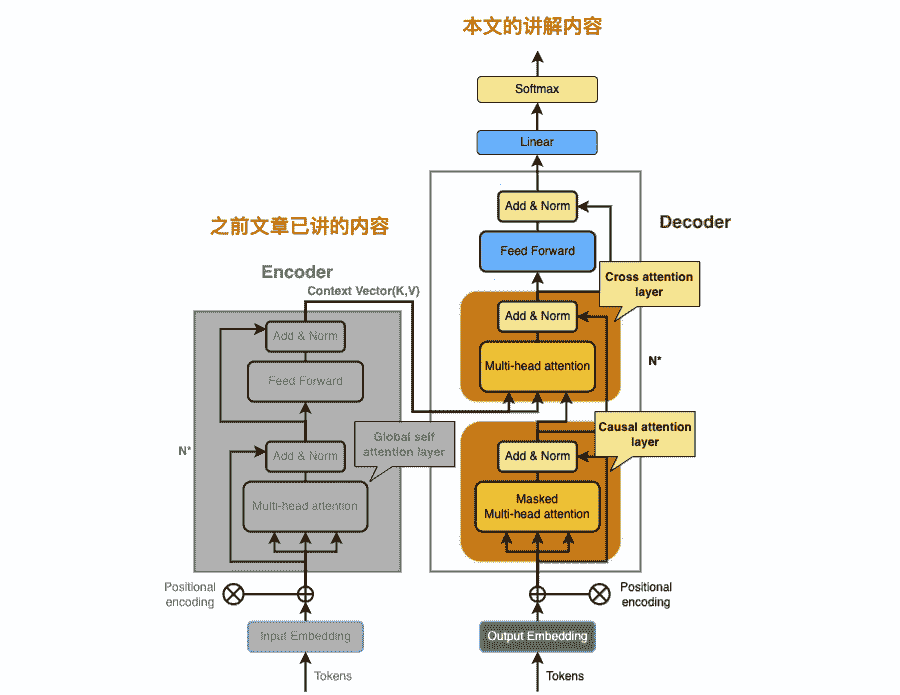 本文的讲解内容
Softmax
Linear
Add & Norm
Decoder
Feed Forward
Cross attention
layer
Add & Norm
Multi-head attention
N*
Causal attention
layer
Add & Norm
Masked
Multi-head attention
Positional
encoding
Output Embedding
Tokens
之前文章已讲的内容
Encoder
Context Vector(K,V)
Add & Norm
Feed Forward
Global self
attention layer
N*
Add & Norm
Multi-head attention
Positional
encoding
Input Embedding
Tokens